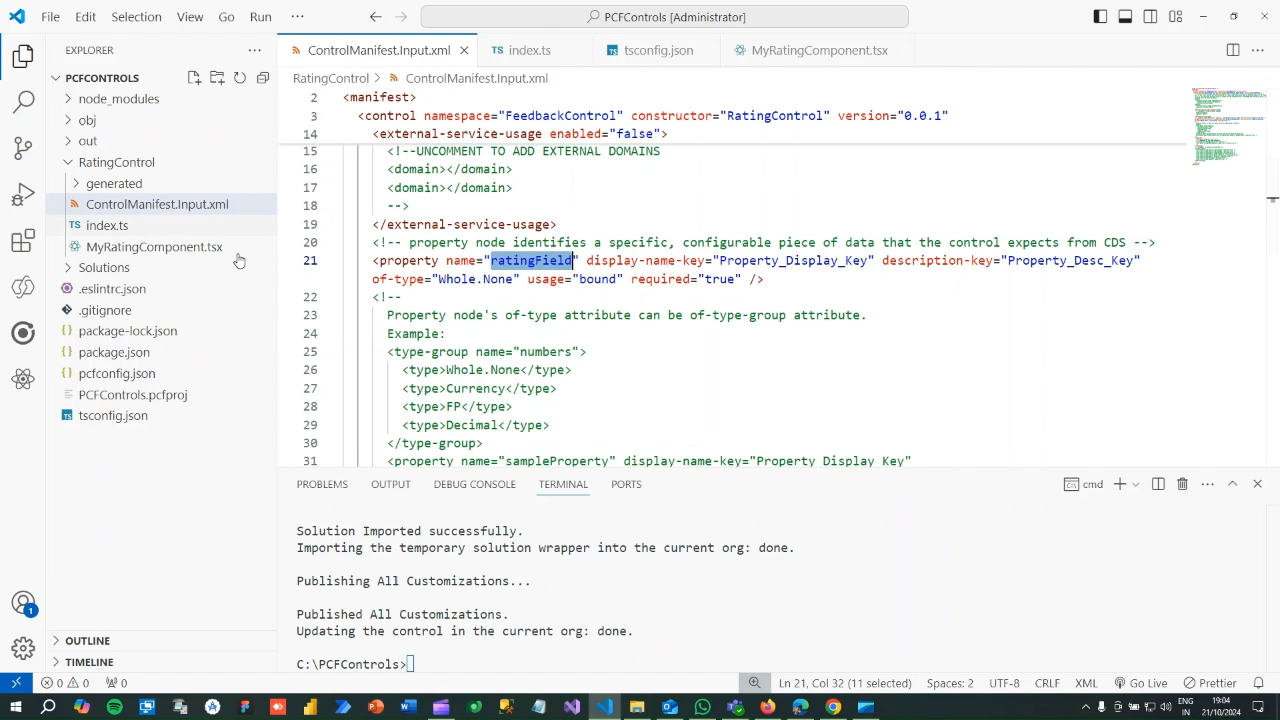 File Edit Selection View Go Run ···
PCFControls [Administrator]
EXPLORER
ControlManifest.Input.xml
TS index.ts
tsconfig.json
MyRatingComponent.tsx
PCFCONTROLS
RatingControl > ControlManifest.Input.xml
node_modules
obj
out
RatingControl
generated
ControlManifest.Input.xml
TS index.ts
MyRatingComponent.tsx
Solutions
.eslintrc.json
.gitignore
package-lock.json
package.json
pcfconfig.json
PCFControls.pcfproj
tsconfig.json
OUTLINE
TIMELINE
2 <manifest>
3 <control namespace="FeedbackControl" constructor="RatingControl" version="0.0.1"
14 <external-service-usage enabled="false">
15 <!--UNCOMMENT TO ADD EXTERNAL DOMAINS
16 <domain></domain>
17 <domain></domain>
18 -->
19 </external-service-usage>
20 <!-- property node identifies a specific, configurable piece of data that the control expects from CDS -->
21 <property name="ratingField" display-name-key="Property_Display_Key" description-key="Property_Desc_Key"
of-type="Whole.None" usage="bound" required="true" />
22 <!--
23 Property node's of-type attribute can be of-type-group attribute.
24 Example:
25 <type-group name="numbers">
26 <type>Whole.None</type>
27 <type>Currency</type>
28 <type>FP</type>
29 <type>Decimal</type>
30 </type-group>
31 <property name="sampleProperty" display-name-key="Property_Display_Key"
PROBLEMS OUTPUT DEBUG CONSOLE TERMINAL PORTS
cmd
Solution Imported successfully.
Importing the temporary solution wrapper into the current org: done.
Publishing All Customizations...
Published All Customizations.
Updating the control in the current org: done.
C:\PCFControls>
1
0 0 0
Ln 21, Col 32 (11 selected) Spaces: 2 UTF-8 CRLF XML Go Live Prettier
ENG
IN
19:04
21/10/2024